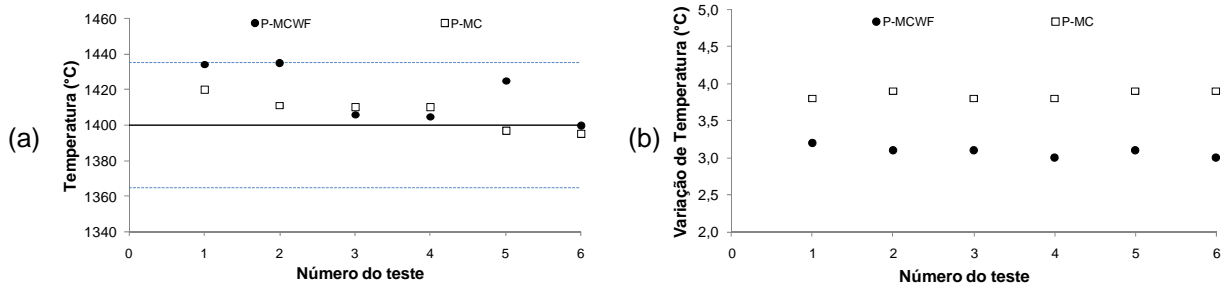 (a)
Temperatura (°C)
1460
1440
1420
1400
1380
1360
1340
P-MCWF
P-MC
0 1 2 3 4 5 6
Número do teste
(b)
Variação de Temperatura (°C)
5,0
4,5
4,0
3,5
3,0
2,5
2,0
P-MCWF
P-MC
0 1 2 3 4 5 6
Número do teste